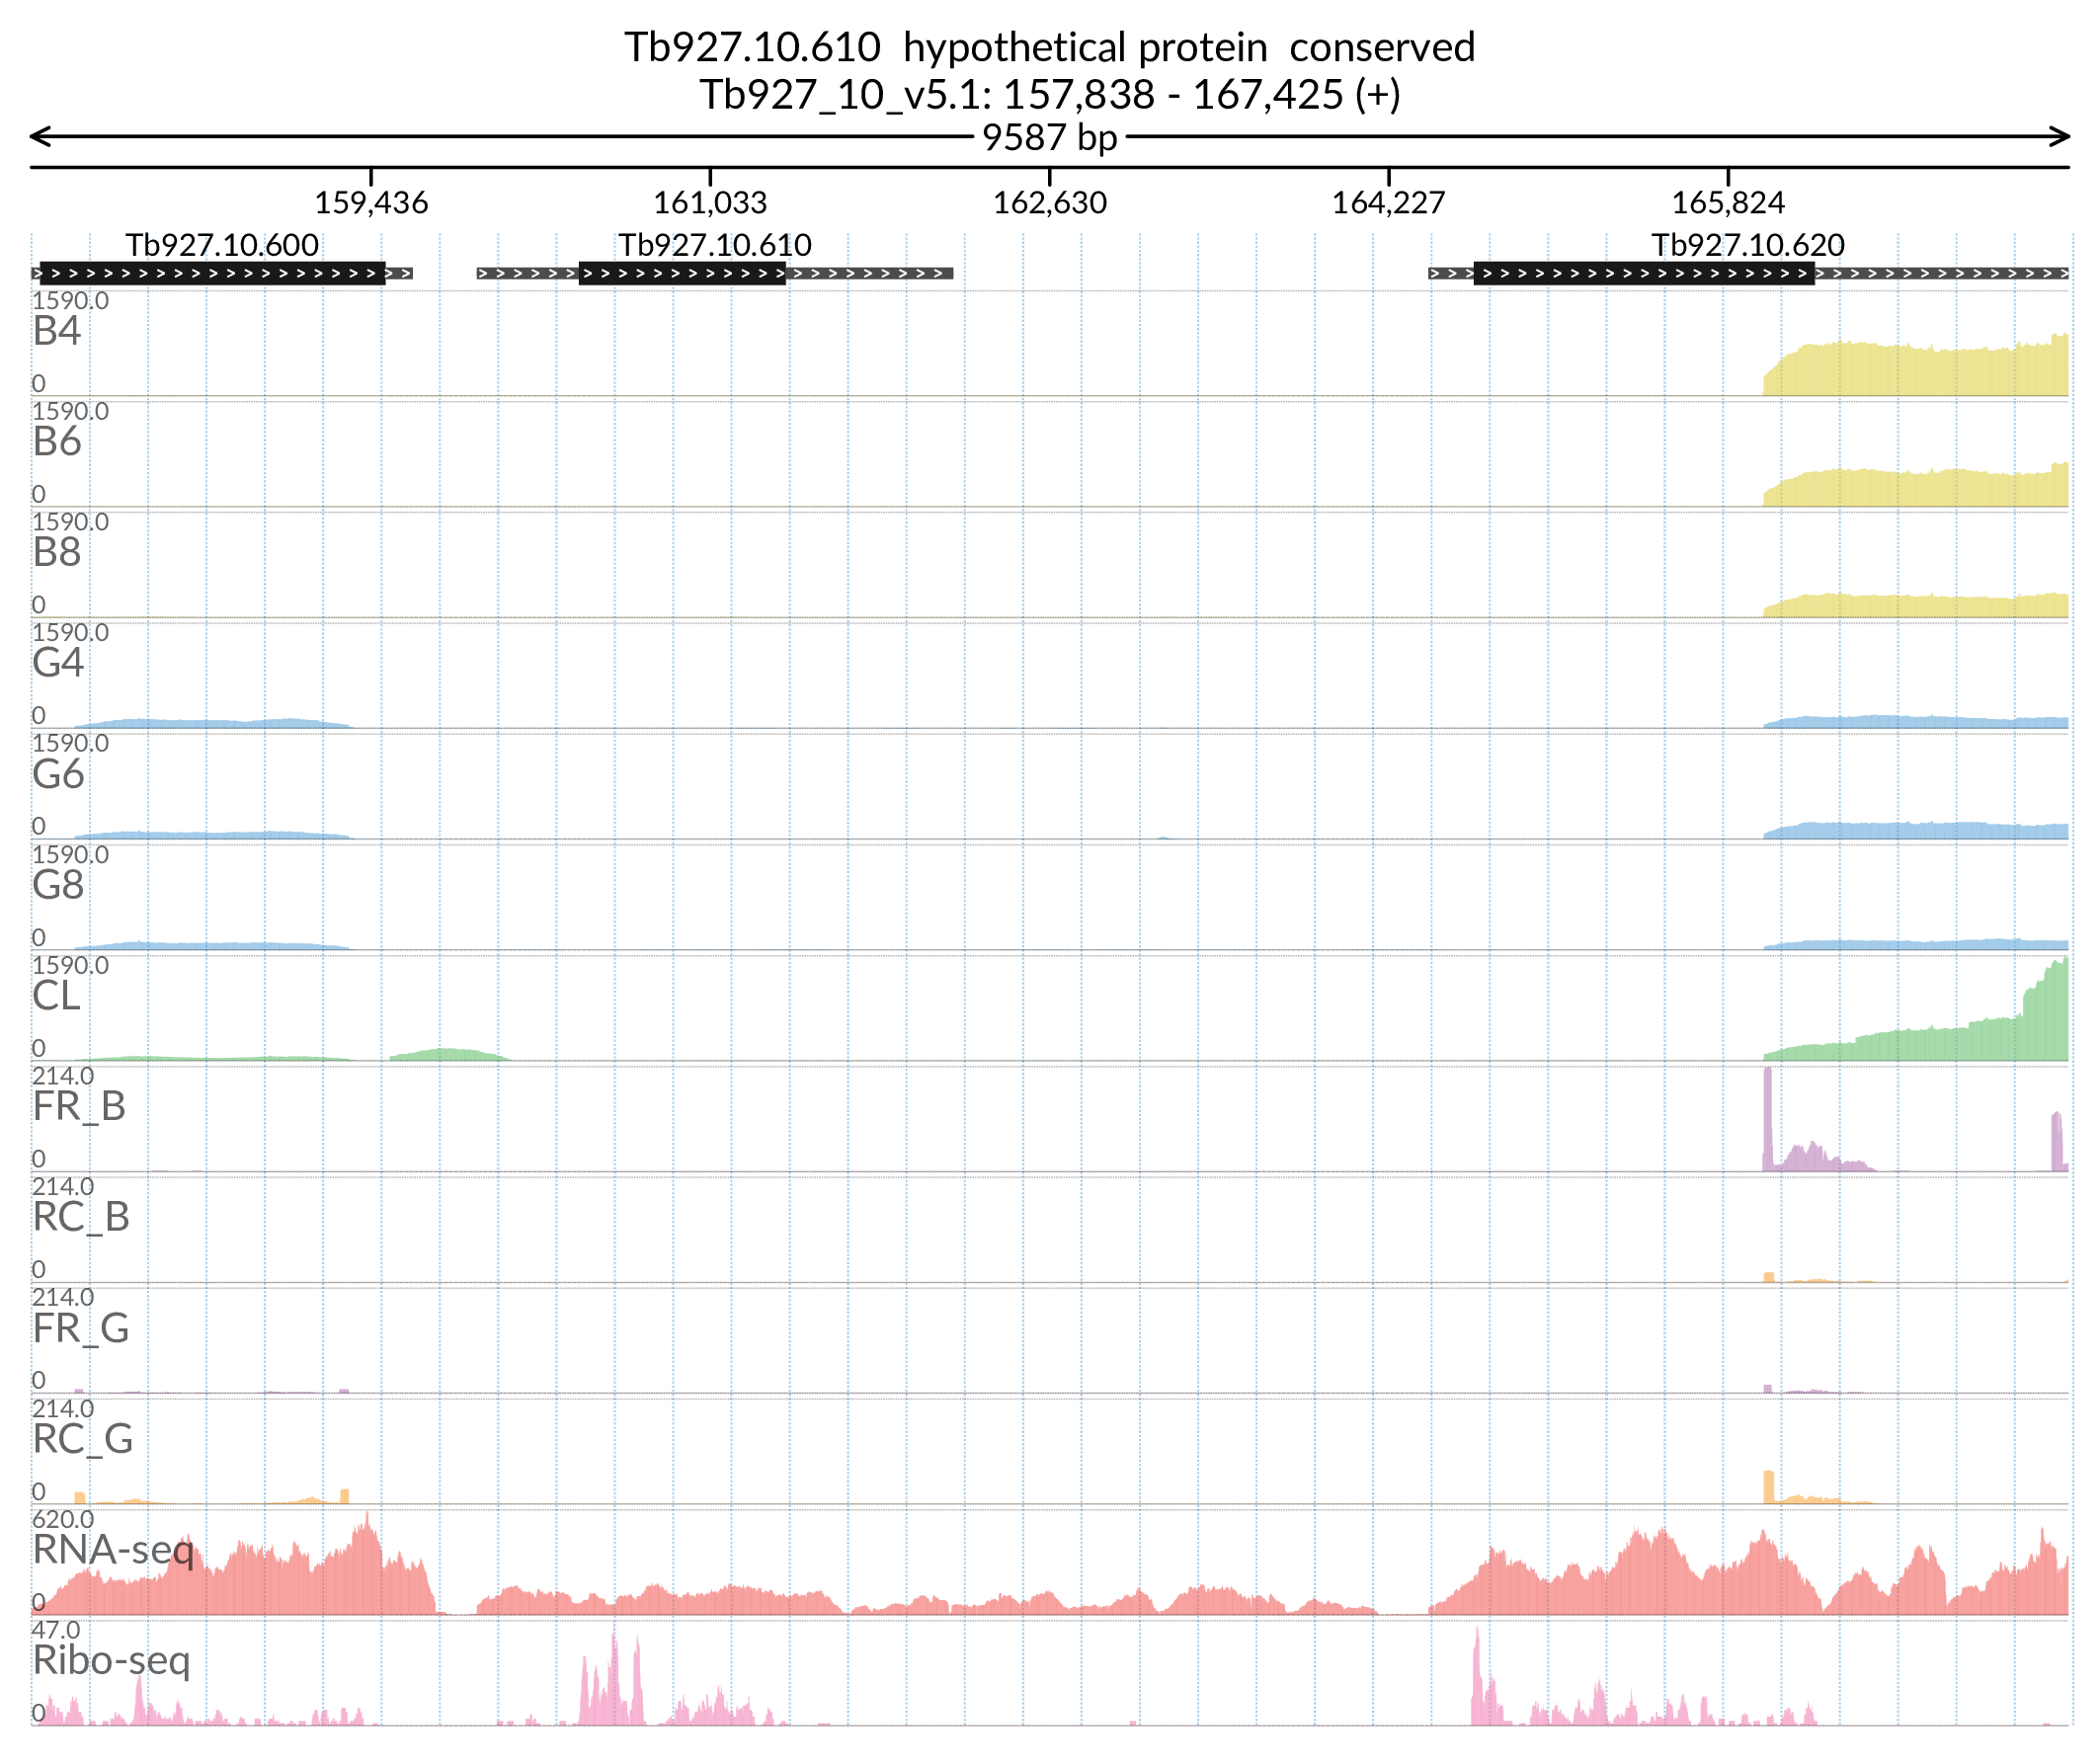 Tb927.10.610 hypothetical protein conserved
Tb927_10_v5.1: 157,838 - 167,425 (+)
9587 bp
159,436 161,033 162,630 164,227 165,824
Tb927.10.600 Tb927.10.610 Tb927.10.620
1590.0
B4
0
1590.0
B6
0
1590.0
B8
0
1590.0
G4
0
1590.0
G6
0
1590.0
G8
0
1590.0
CL
0
214.0
FR_B
0
214.0
RC_B
0
214.0
FR_G
0
214.0
RC_G
0
620.0
RNA-seq
0
47.0
Ribo-seq
0